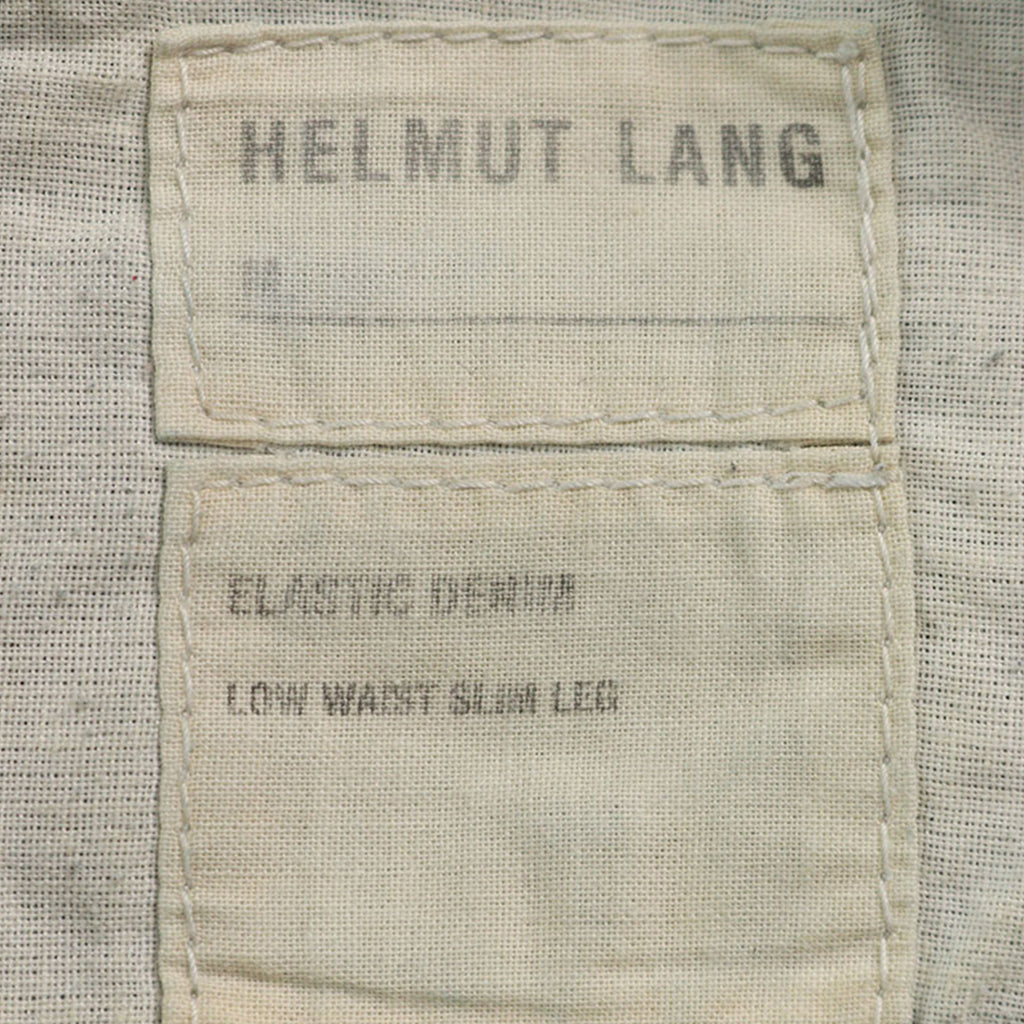 HELMUT LANG
ELASTIC DENIM
LOW WAIST SLIM LEG